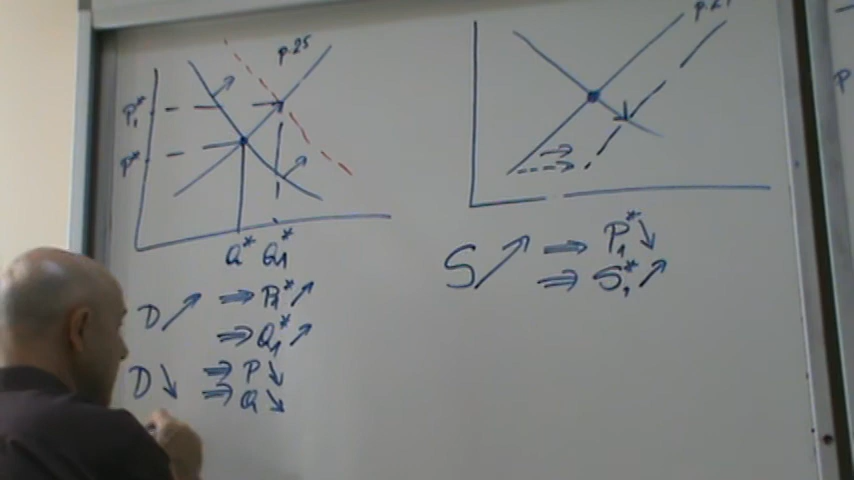 p.25
P₁*
P*
Q* Q₁*
D ↗ ⇒ P₁* ↗
⇒ Q₁* ↗
D ↘ ⇒ P ↘
⇒ Q ↘
S ↗ ⇒ P₁* ↘
⇒ S₁* ↗
P